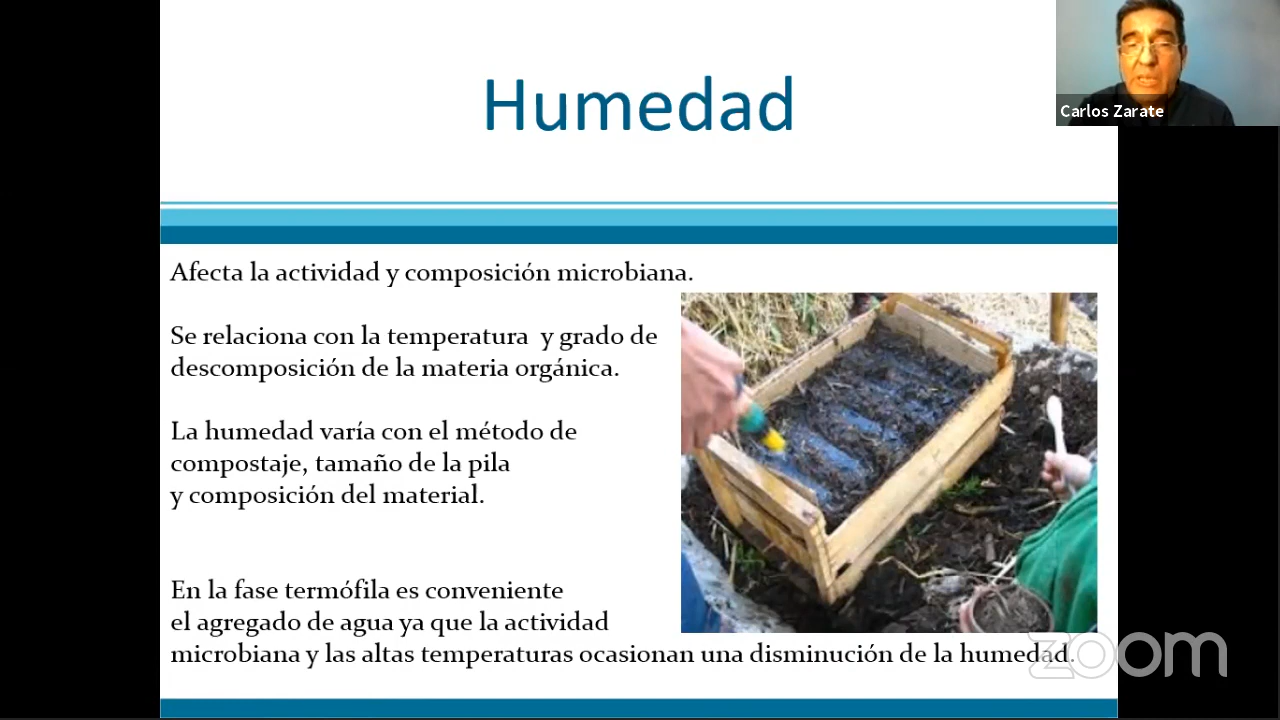 Humedad
Carlos Zarate
Afecta la actividad y composición microbiana.
Se relaciona con la temperatura y grado de
descomposición de la materia orgánica.
La humedad varía con el método de
compostaje, tamaño de la pila
y composición del material.
En la fase termófila es conveniente
el agregado de agua ya que la actividad
microbiana y las altas temperaturas ocasionan una disminución de la humedad.
zoom